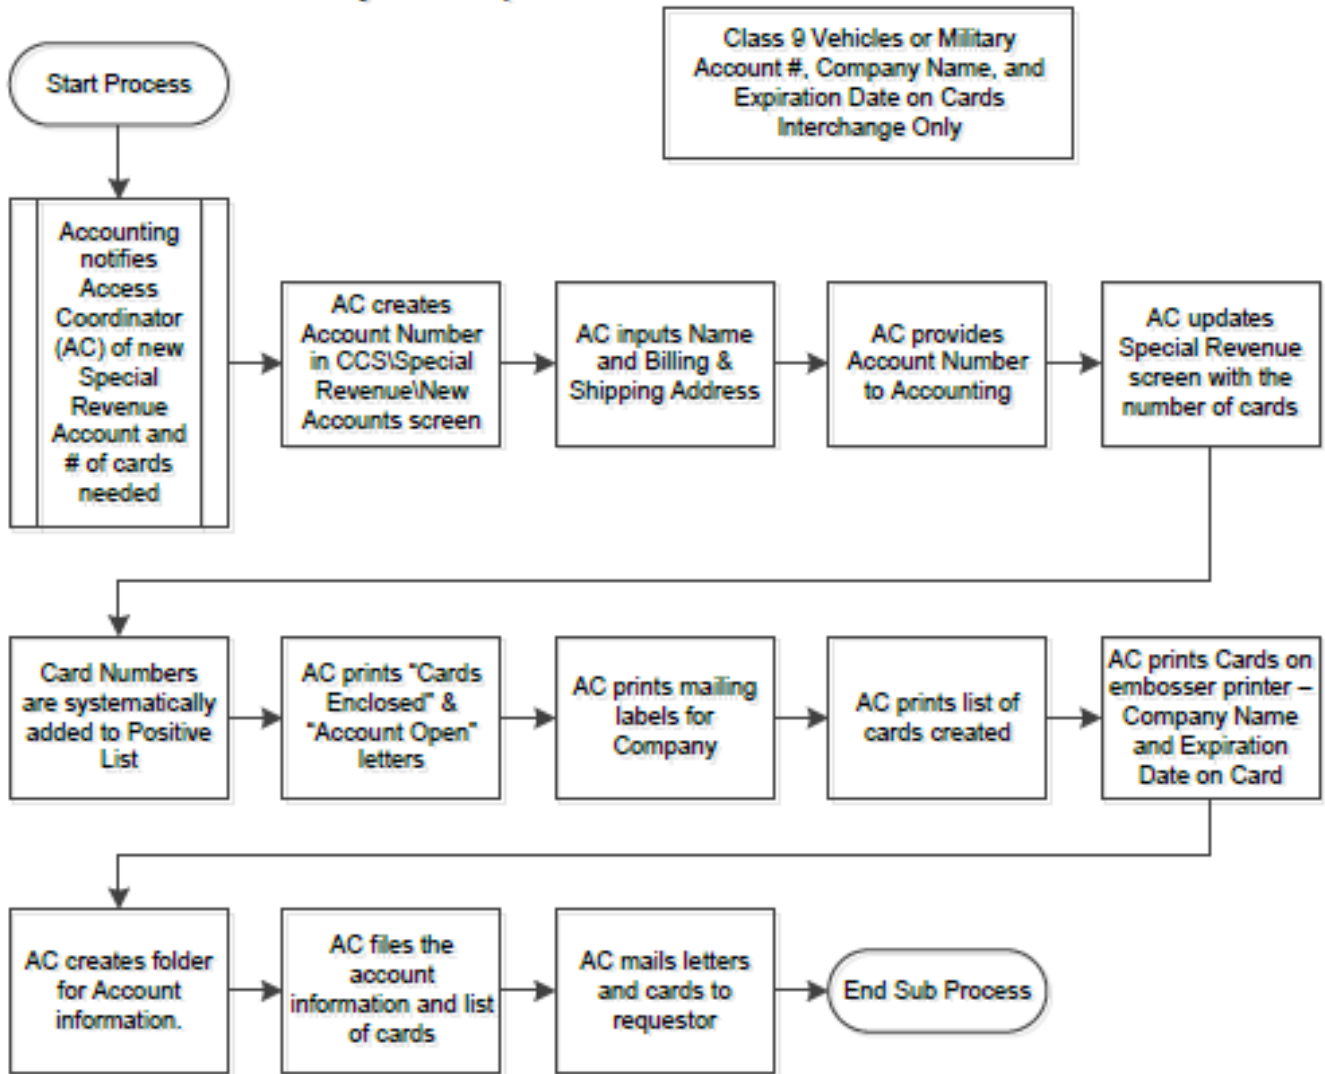 Start Process
Class 9 Vehicles or Military
Account #, Company Name, and
Expiration Date on Cards
Interchange Only
Accounting
notifies
Access
Coordinator
(AC) of new
Special
Revenue
Account and
# of cards
needed
AC creates
Account Number
in CCS\Special
Revenue\New
Accounts screen
AC inputs Name
and Billing &
Shipping Address
AC provides
Account Number
to Accounting
AC updates
Special Revenue
screen with the
number of cards
Card Numbers
are systematically
added to Positive
List
AC prints “Cards
Enclosed” &
“Account Open”
letters
AC prints mailing
labels for
Company
AC prints list of
cards created
AC prints Cards on
embosser printer –
Company Name
and Expiration
Date on Card
AC creates folder
for Account
information.
AC files the
account
information and list
of cards
AC mails letters
and cards to
requestor
End Sub Process